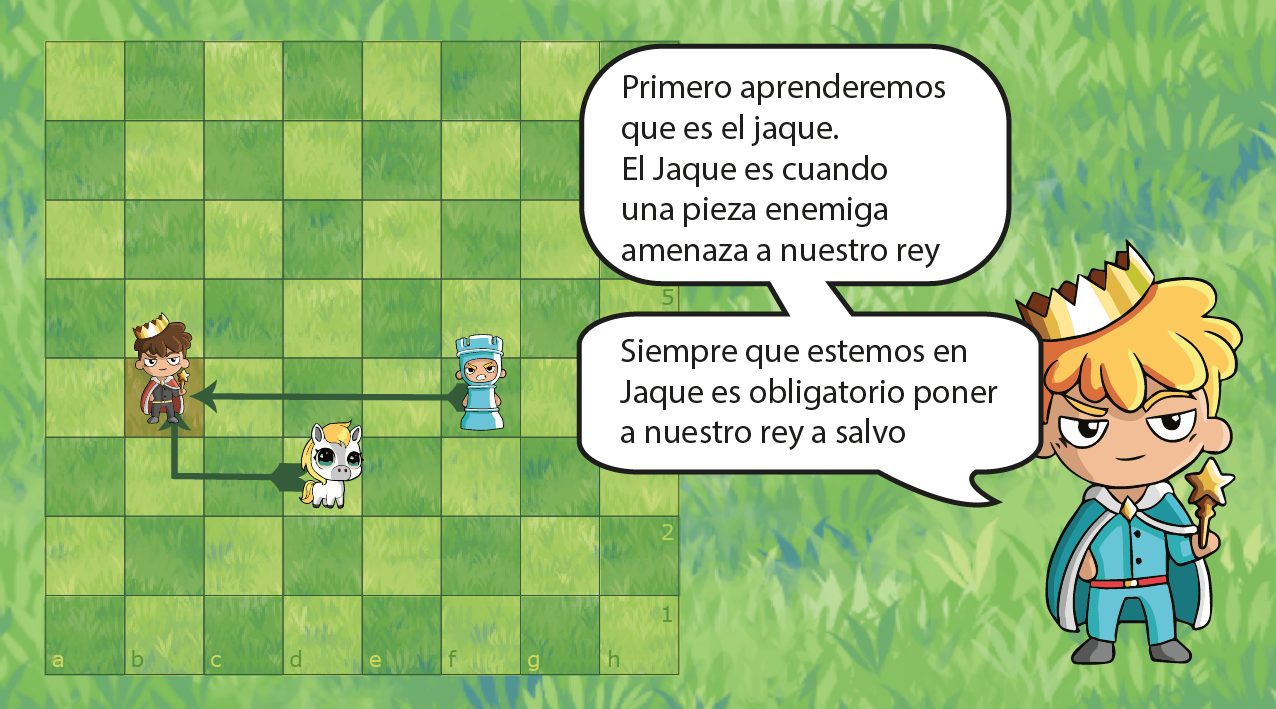 Primero aprenderemos
que es el jaque.
El Jaque es cuando
una pieza enemiga
amenaza a nuestro rey
Siempre que estemos en
Jaque es obligatorio poner
a nuestro rey a salvo
5
2
1
a b c d e f g h